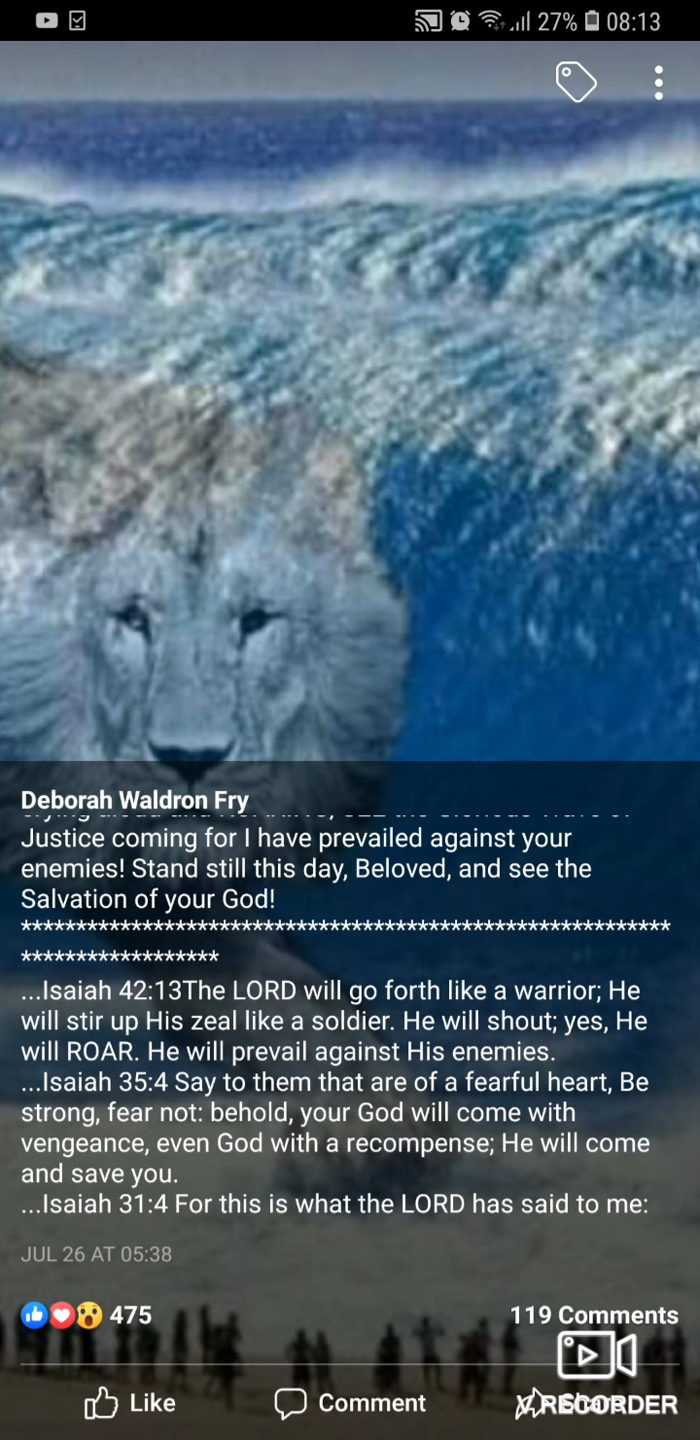 27% 08:13
Deborah Waldron Fry
Justice coming for I have prevailed against your
enemies! Stand still this day, Beloved, and see the
Salvation of your God!
***********************************************************
******************
...Isaiah 42:13The LORD will go forth like a warrior; He
will stir up His zeal like a soldier. He will shout; yes, He
will ROAR. He will prevail against His enemies.
...Isaiah 35:4 Say to them that are of a fearful heart, Be
strong, fear not: behold, your God will come with
vengeance, even God with a recompense; He will come
and save you.
...Isaiah 31:4 For this is what the LORD has said to me:
JUL 26 AT 05:38
475 119 Comments
Like Comment
V RECORDER